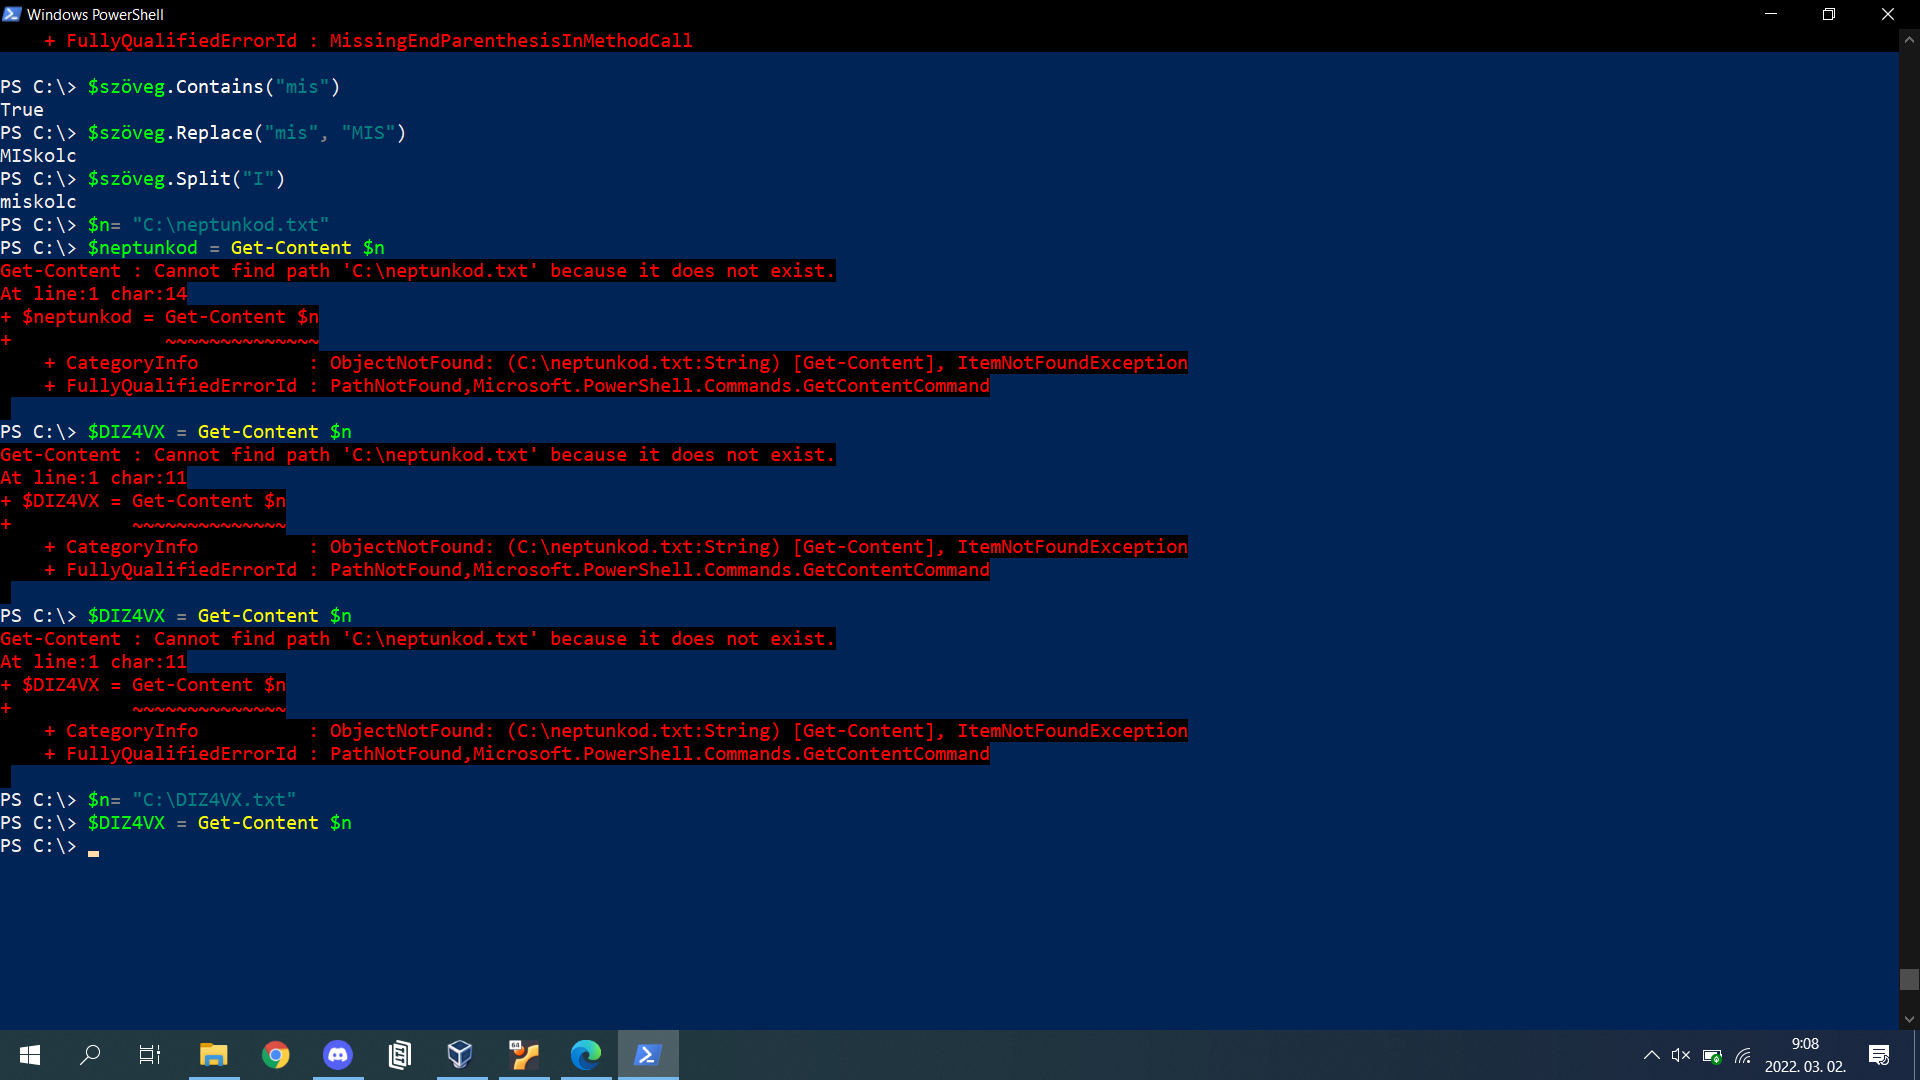 Windows PowerShell
    + FullyQualifiedErrorId : MissingEndParenthesisInMethodCall
PS C:\> $szöveg.Contains("mis")
True
PS C:\> $szöveg.Replace("mis", "MIS")
MISkolc
PS C:\> $szöveg.Split("I")
miskolc
PS C:\> $n= "C:\neptunkod.txt"
PS C:\> $neptunkod = Get-Content $n
Get-Content : Cannot find path 'C:\neptunkod.txt' because it does not exist.
At line:1 char:14
+ $neptunkod = Get-Content $n
+              ~~~~~~~~~~~~~~
    + CategoryInfo          : ObjectNotFound: (C:\neptunkod.txt:String) [Get-Content], ItemNotFoundException
    + FullyQualifiedErrorId : PathNotFound,Microsoft.PowerShell.Commands.GetContentCommand
PS C:\> $DIZ4VX = Get-Content $n
Get-Content : Cannot find path 'C:\neptunkod.txt' because it does not exist.
At line:1 char:11
+ $DIZ4VX = Get-Content $n
+           ~~~~~~~~~~~~~~
    + CategoryInfo          : ObjectNotFound: (C:\neptunkod.txt:String) [Get-Content], ItemNotFoundException
    + FullyQualifiedErrorId : PathNotFound,Microsoft.PowerShell.Commands.GetContentCommand
PS C:\> $DIZ4VX = Get-Content $n
Get-Content : Cannot find path 'C:\neptunkod.txt' because it does not exist.
At line:1 char:11
+ $DIZ4VX = Get-Content $n
+           ~~~~~~~~~~~~~~
    + CategoryInfo          : ObjectNotFound: (C:\neptunkod.txt:String) [Get-Content], ItemNotFoundException
    + FullyQualifiedErrorId : PathNotFound,Microsoft.PowerShell.Commands.GetContentCommand
PS C:\> $n= "C:\DIZ4VX.txt"
PS C:\> $DIZ4VX = Get-Content $n
PS C:\>
64
9:08
2022. 03. 02.